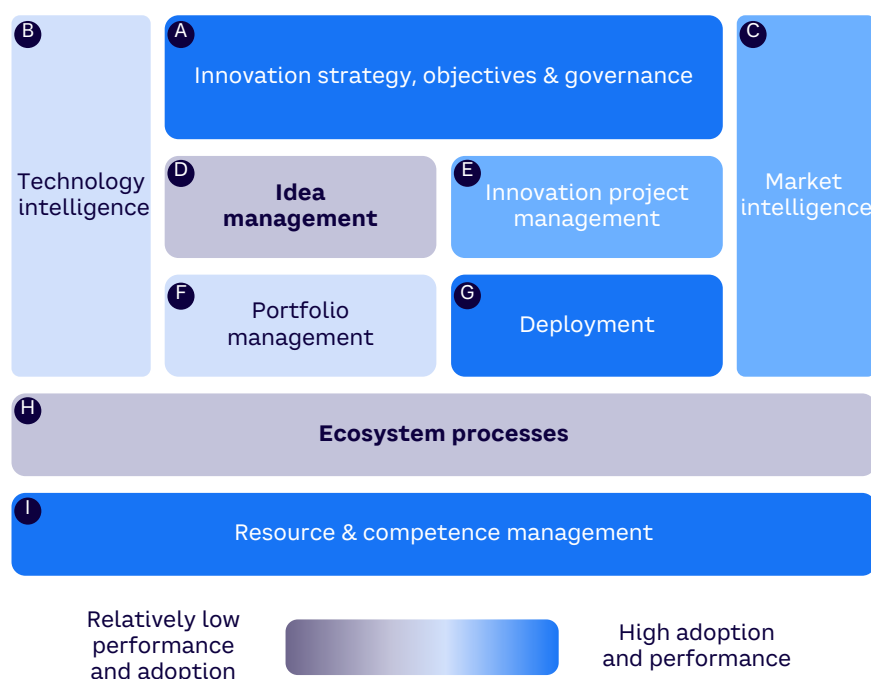 B
A
C
Innovation strategy, objectives & governance
Technology
intelligence
D
Idea
management
E
Innovation project
management
Market
intelligence
F
Portfolio
management
G
Deployment
H
Ecosystem processes
I
Resource & competence management
Relatively low
performance
and adoption
High adoption
and performance